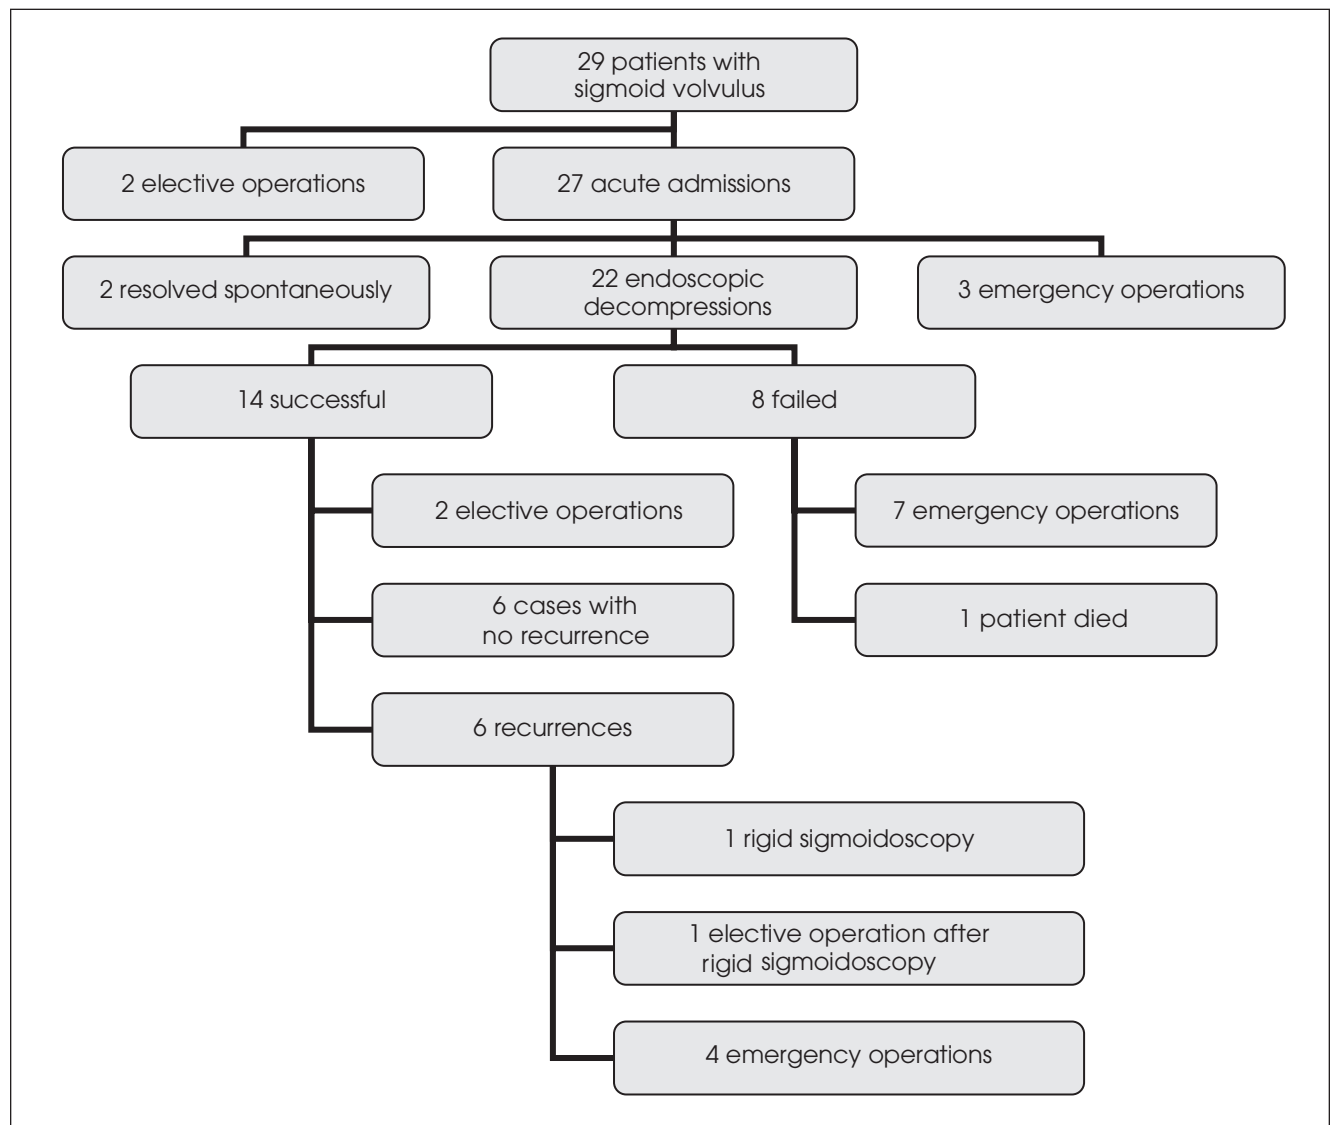 29 patients with
sigmoid volvulus
2 elective operations
27 acute admissions
2 resolved spontaneously
22 endoscopic
decompressions
3 emergency operations
14 successful
8 failed
2 elective operations
7 emergency operations
6 cases with
no recurrence
1 patient died
6 recurrences
1 rigid sigmoidoscopy
1 elective operation after
rigid sigmoidoscopy
4 emergency operations